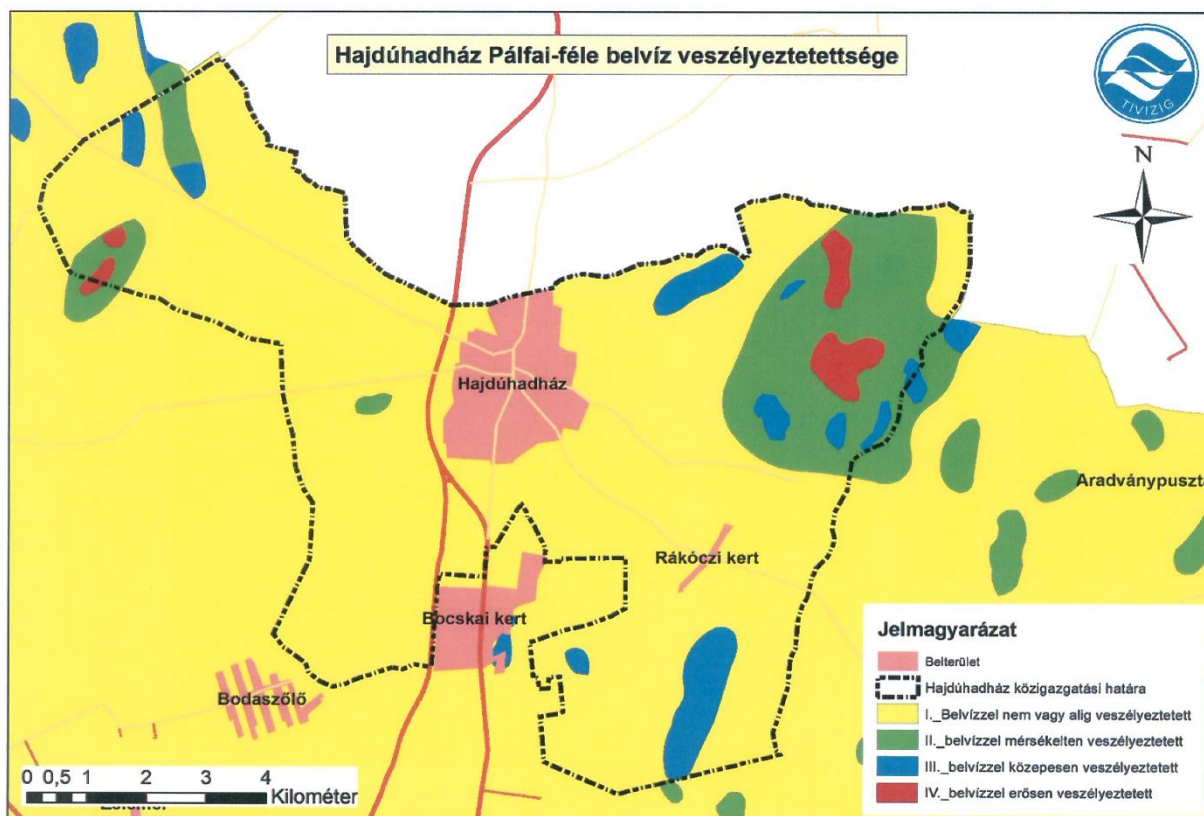 Hajdúhadház Pálfai-féle belvíz veszélyeztetettsége
TIVIZIG
N
Hajdúhadház
Aradványpuszta
Rákóczi kert
Bocskai kert
Bodaszőlő
Jelmagyarázat
Belterület
Hajdúhadház közigazgatási határa
I._Belvízzel nem vagy alig veszélyeztetett
II._belvízzel mérsékelten veszélyeztetett
III._belvízzel közepesen veszélyeztetett
IV._belvízzel erősen veszélyeztetett
0 0,5 1 2 3 4
Kilométer